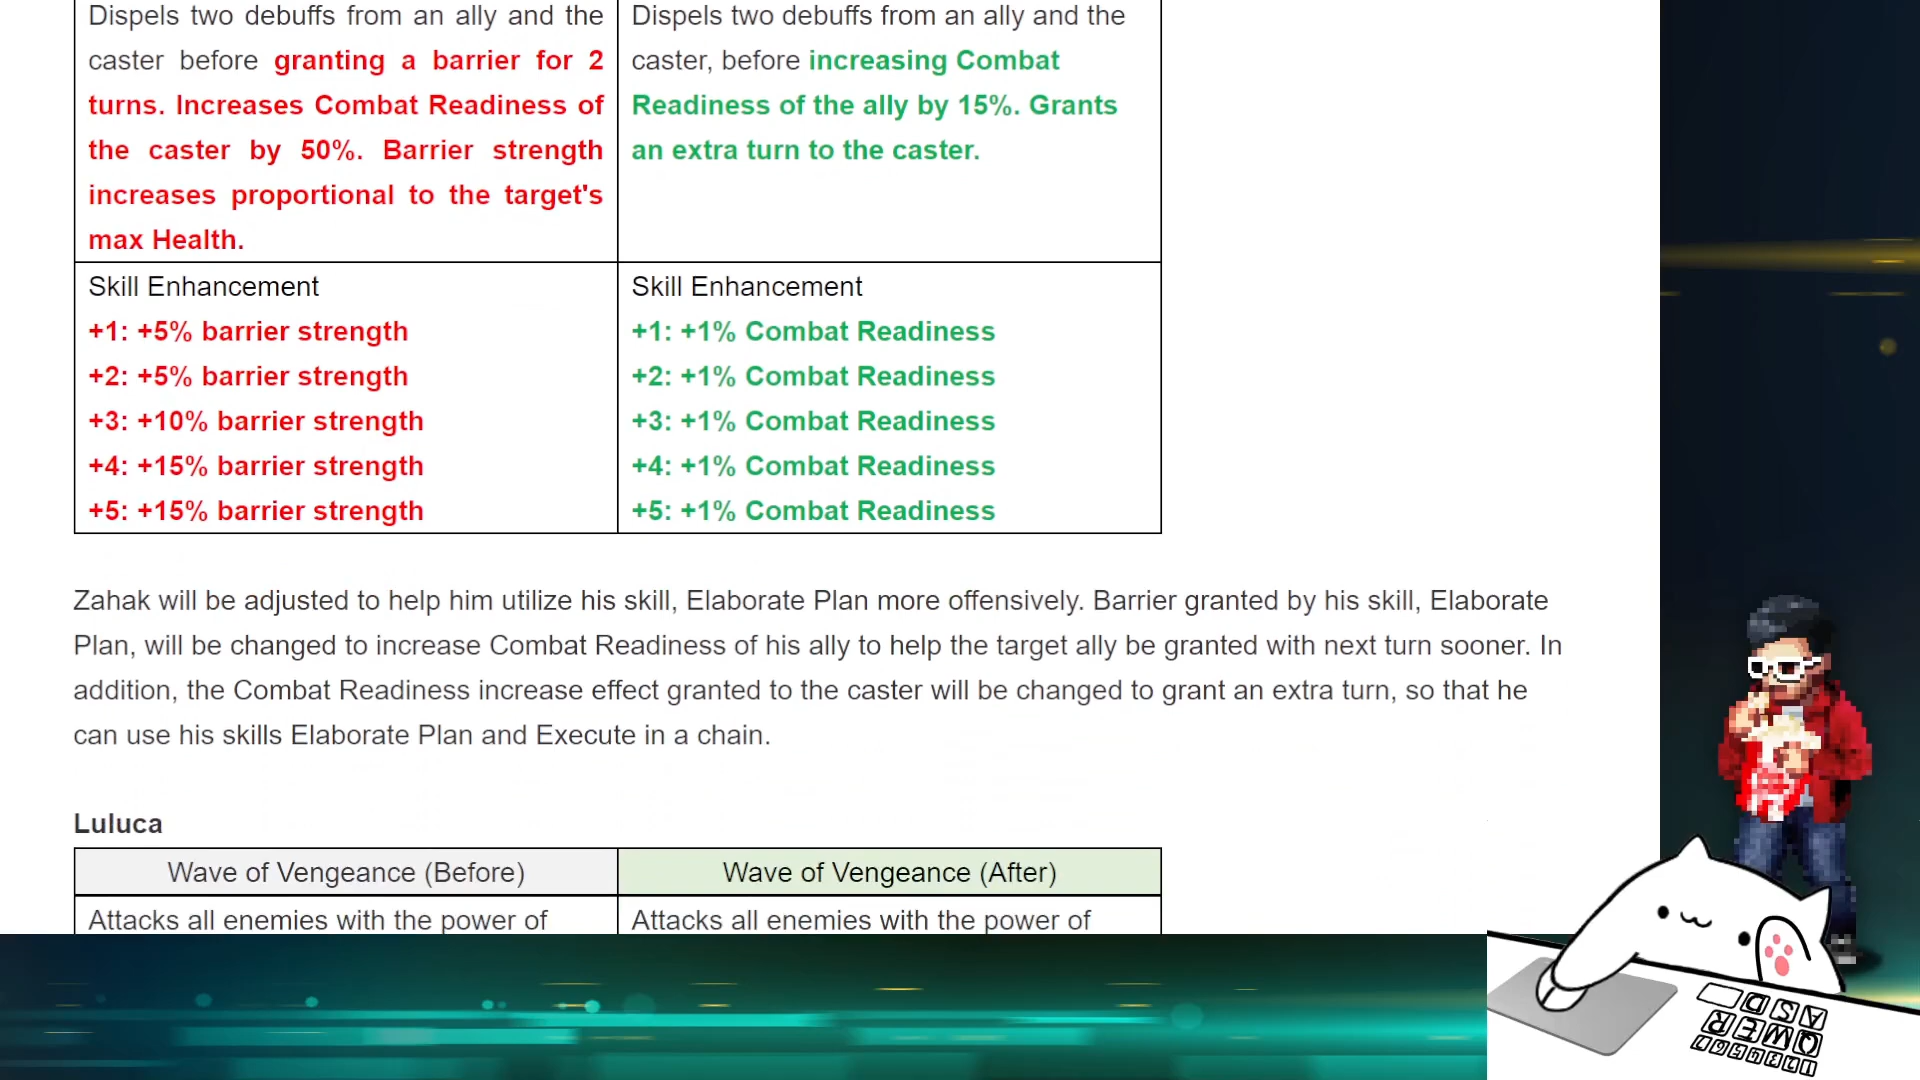 Dispels two debuffs from an ally and the
caster before granting a barrier for 2
turns. Increases Combat Readiness of
the caster by 50%. Barrier strength
increases proportional to the target's
max Health.
Dispels two debuffs from an ally and the
caster, before increasing Combat
Readiness of the ally by 15%. Grants
an extra turn to the caster.
Skill Enhancement
+1: +5% barrier strength
+2: +5% barrier strength
+3: +10% barrier strength
+4: +15% barrier strength
+5: +15% barrier strength
Skill Enhancement
+1: +1% Combat Readiness
+2: +1% Combat Readiness
+3: +1% Combat Readiness
+4: +1% Combat Readiness
+5: +1% Combat Readiness
Zahak will be adjusted to help him utilize his skill, Elaborate Plan more offensively. Barrier granted by his skill, Elaborate
Plan, will be changed to increase Combat Readiness of his ally to help the target ally be granted with next turn sooner. In
addition, the Combat Readiness increase effect granted to the caster will be changed to grant an extra turn, so that he
can use his skills Elaborate Plan and Execute in a chain.
Luluca
Wave of Vengeance (Before)
Wave of Vengeance (After)
Attacks all enemies with the power of
Attacks all enemies with the power of
D S A
R E W Q
7 6 5 4 3 2 1